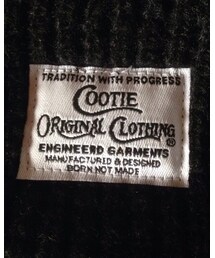 TRADITION WITH PROGRESS
COOTIE
ORIGINAL CLOTHING®
ENGINEERD GARMENTS
MANUFACTURED & DESIGNED
BORN NOT MADE